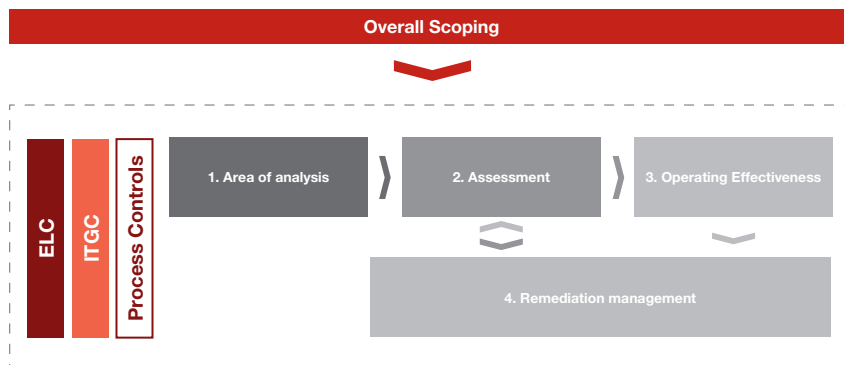 Overall Scoping
ELC
ITGC
Process Controls
1. Area of analysis
2. Assessment
3. Operating Effectiveness
4. Remediation management